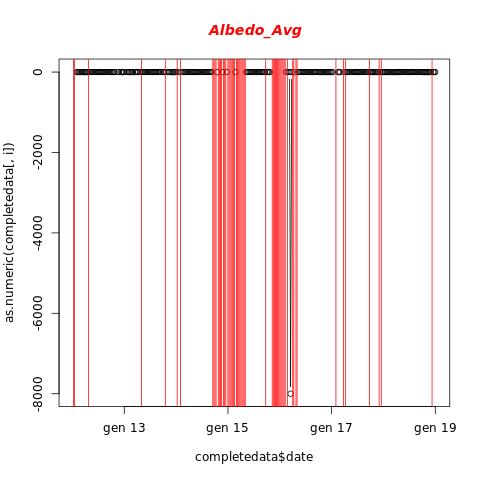 Albedo_Avg
as.numeric(completedata[, i])
0
-2000
-4000
-6000
-8000
gen 13
gen 15
gen 17
gen 19
completedata$date